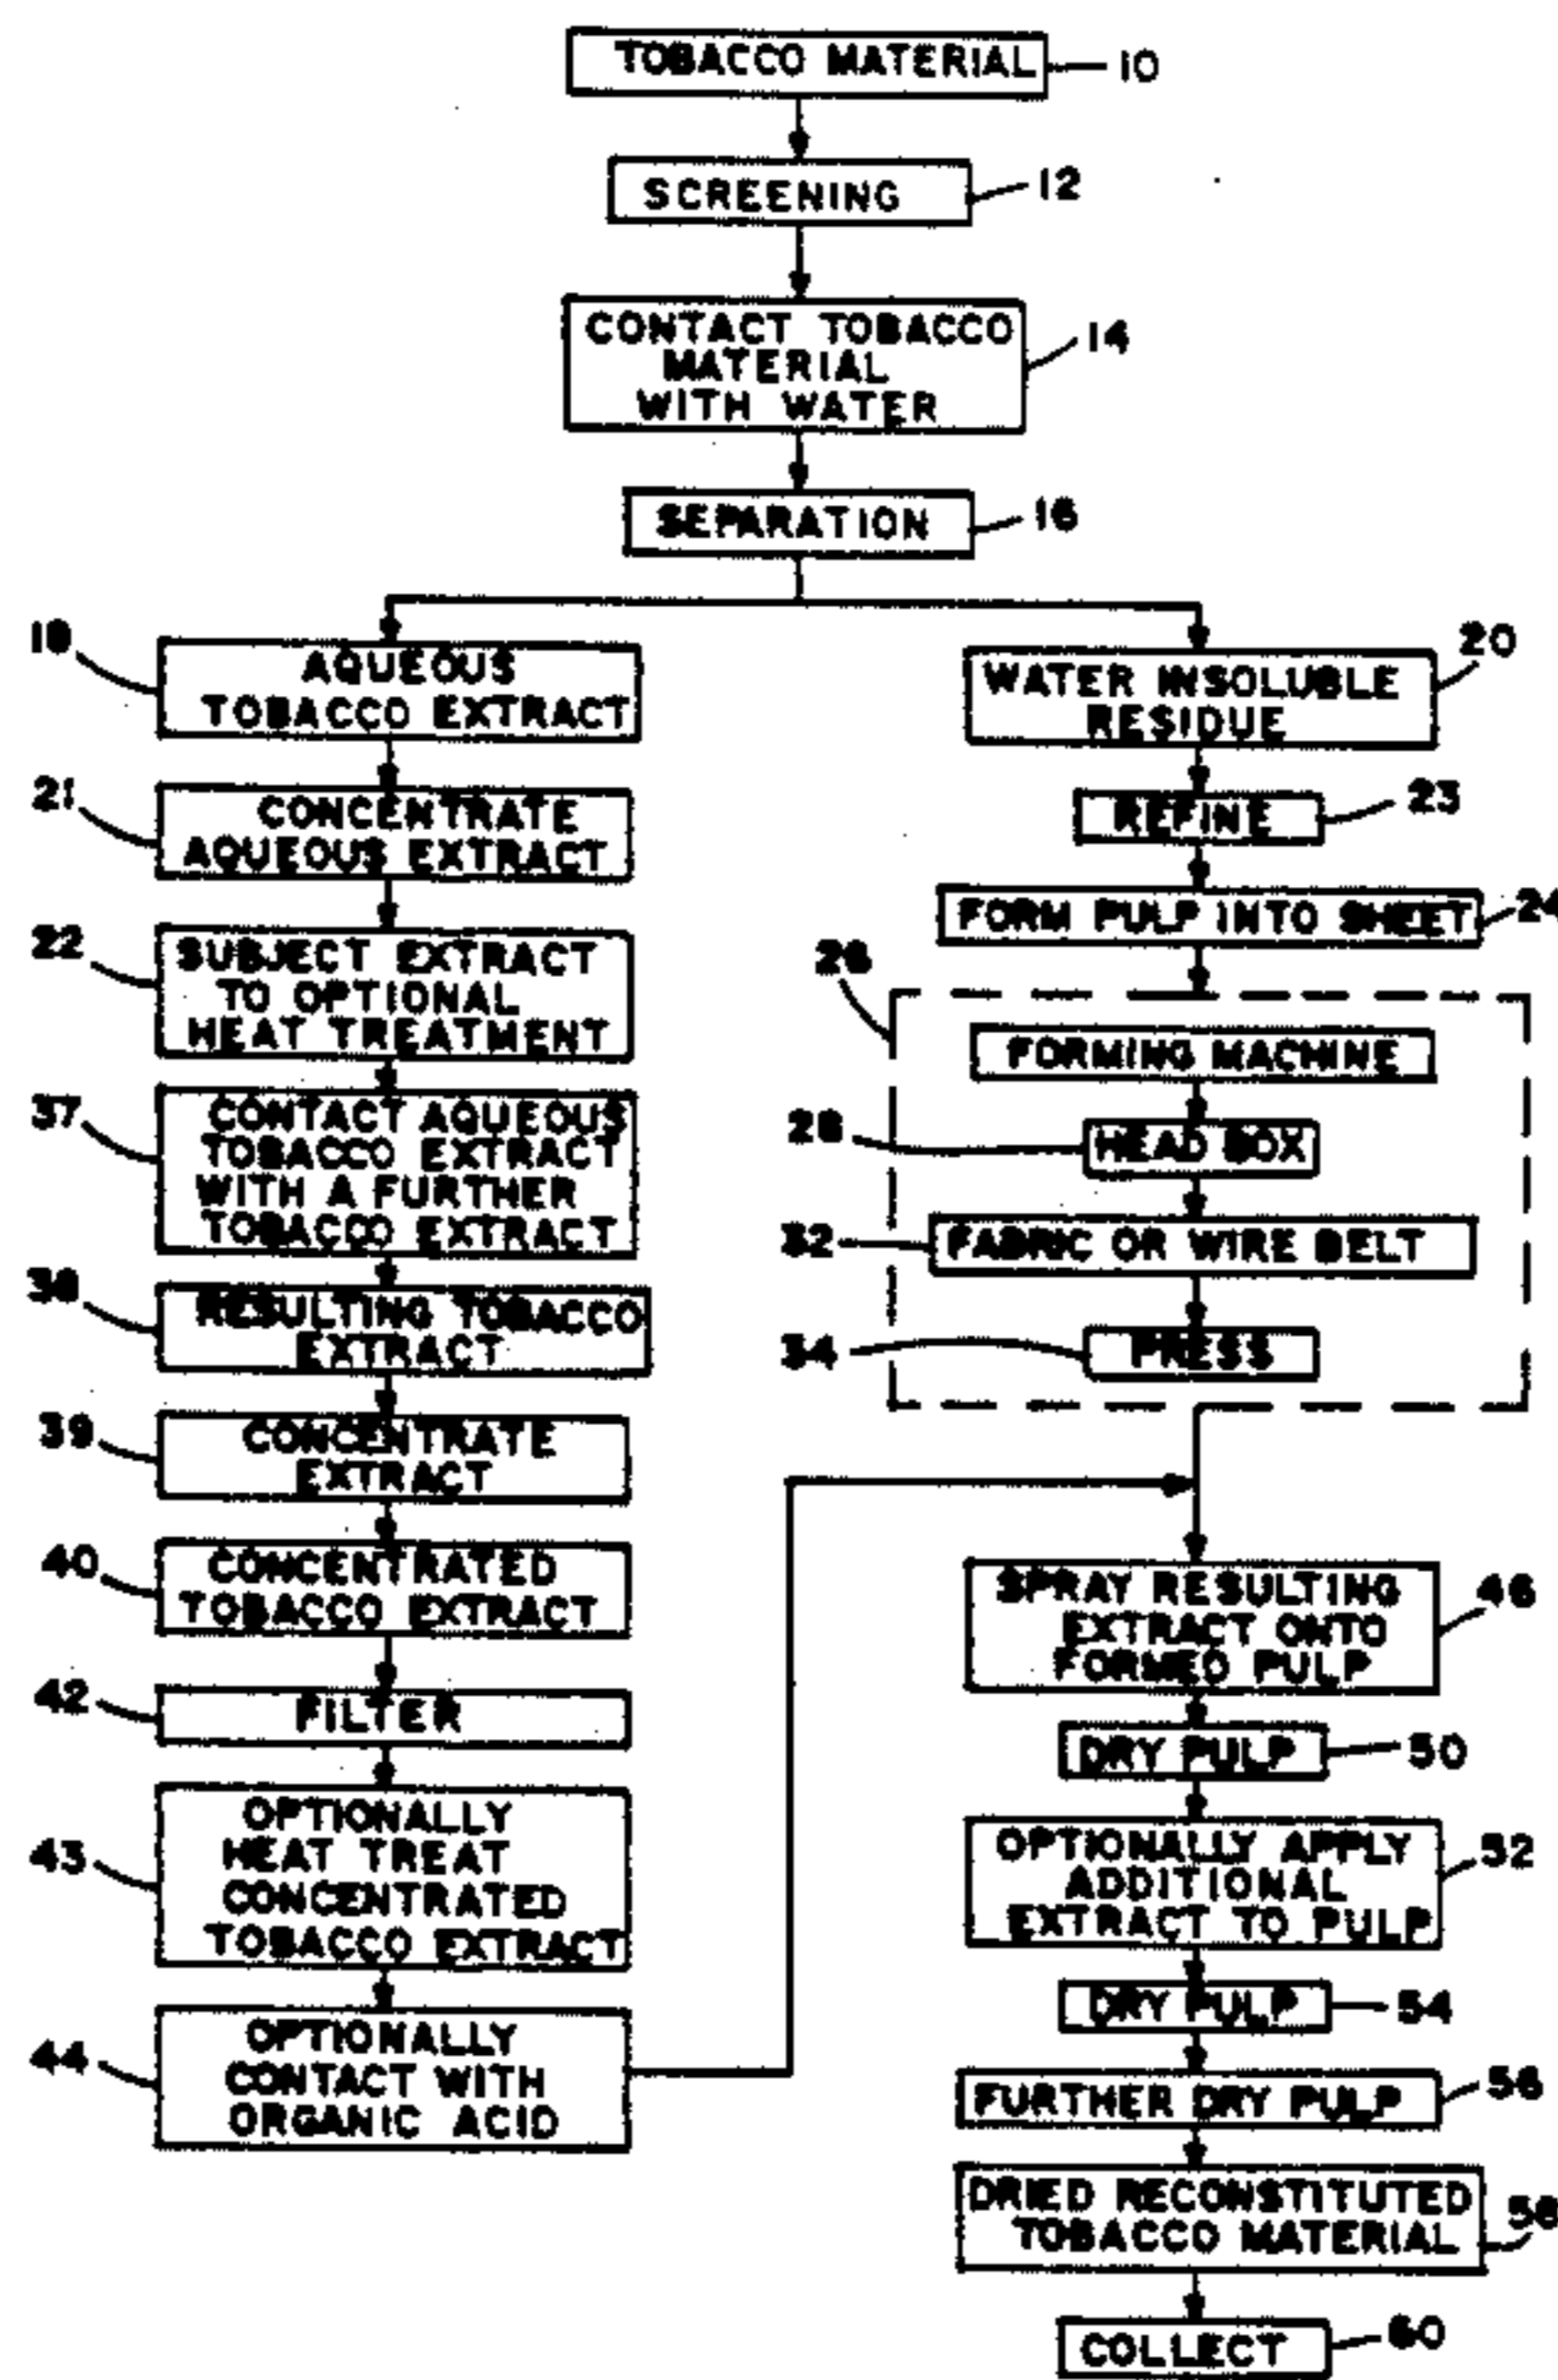 TOBACCO MATERIAL
10
SCREENING
12
CONTACT TOBACCO
MATERIAL
WITH WATER
14
SEPARATION
16
18
AQUEOUS
TOBACCO EXTRACT
21
CONCENTRATE
AQUEOUS EXTRACT
22
SUBJECT EXTRACT
TO OPTIONAL
HEAT TREATMENT
37
CONTACT AQUEOUS
TOBACCO EXTRACT
WITH A FURTHER
TOBACCO EXTRACT
38
RESULTING TOBACCO
EXTRACT
39
CONCENTRATE
EXTRACT
40
CONCENTRATED
TOBACCO EXTRACT
42
FILTER
43
OPTIONALLY
HEAT TREAT
CONCENTRATED
TOBACCO EXTRACT
44
OPTIONALLY
CONTACT WITH
ORGANIC ACID
WATER INSOLUBLE
RESIDUE
20
REFINE
23
FORM PULP INTO SHEET
24
26
FORMING MACHINE
28
HEAD BOX
32
FABRIC OR WIRE BELT
34
PRESS
SPRAY RESULTING
EXTRACT ONTO
FORMED PULP
46
DRY PULP
50
OPTIONALLY APPLY
ADDITIONAL
EXTRACT TO PULP
52
DRY PULP
54
FURTHER DRY PULP
56
DRIED RECONSTITUTED
TOBACCO MATERIAL
58
COLLECT
60